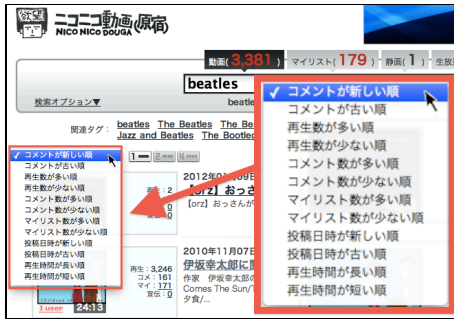 ニコニコ動画(原宿)
NICO NICO DOUGA
動画( 3,381 )
マイリスト( 179 )
静画( 1 )
生放
beatles
検索オプション▼
関連タグ：
beatles The Beatles The Be
Jazz and Beatles The Bootleg
✓ コメントが新しい順
コメントが古い順
再生数が多い順
再生数が少ない順
コメント数が多い順
コメント数が少ない順
マイリスト数が多い順
マイリスト数が少ない順
投稿日時が新しい順
投稿日時が古い順
再生時間が長い順
再生時間が短い順
2012年0
[orz] おっさ
[orz] おっさんが
2010年11月07日
伊坂幸太郎に
作家 伊坂幸太郎の
Comes The Sun/T
夕食/...
再生：3,246
コメ：161
マイ：171
宣伝：0
1 user
24:13
✓ コメントが新しい順
コメントが古い順
再生数が多い順
再生数が少ない順
コメント数が多い順
コメント数が少ない順
マイリスト数が多い順
マイリスト数が少ない順
投稿日時が新しい順
投稿日時が古い順
再生時間が長い順
再生時間が短い順